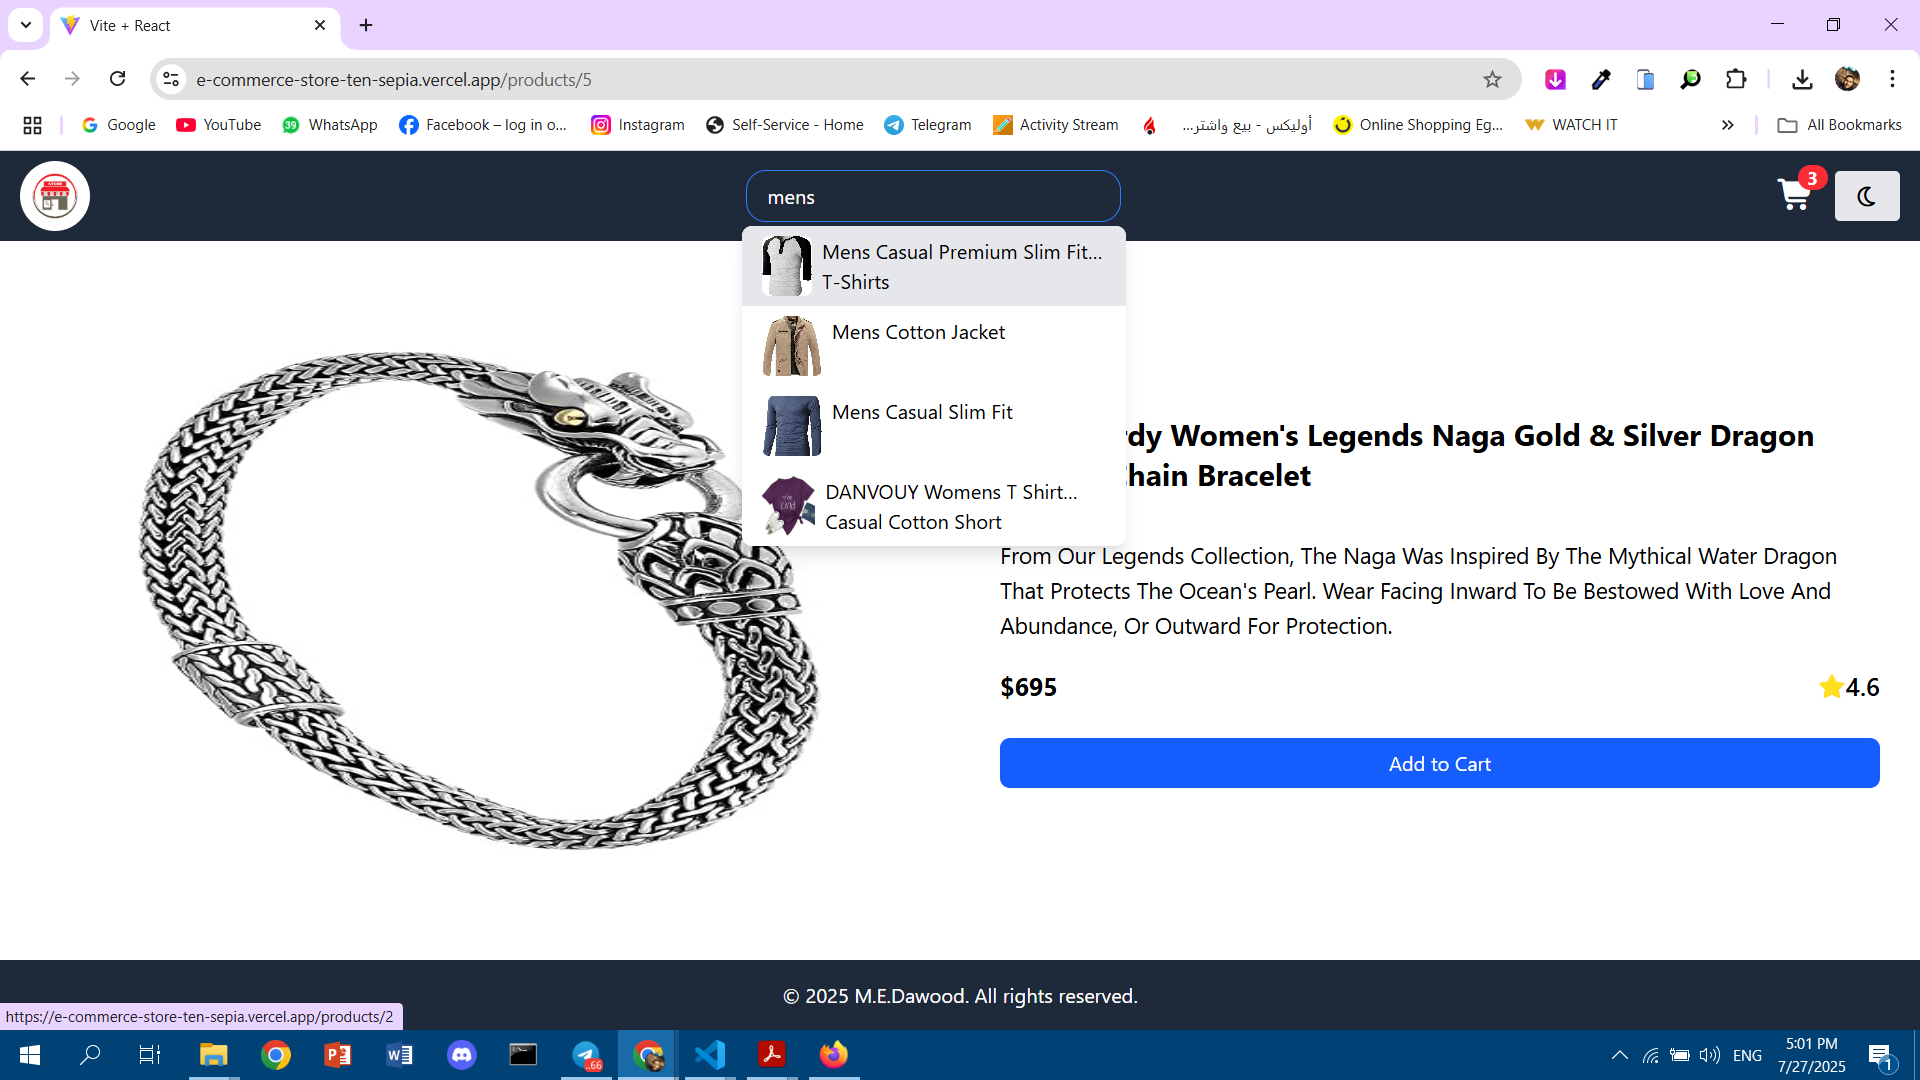 Vite + React
e-commerce-store-ten-sepia.vercel.app/products/5
Google
YouTube
39
WhatsApp
Facebook – log in o...
Instagram
Self-Service - Home
Telegram
Activity Stream
أوليكس - بيع واشتر...
Online Shopping Eg...
WATCH IT
All Bookmarks
STORE
mens
3
Mens Casual Premium Slim Fit...
T-Shirts
Mens Cotton Jacket
Mens Casual Slim Fit
DANVOUY Womens T Shirt...
Casual Cotton Short
rdy Women's Legends Naga Gold & Silver Dragon
Chain Bracelet
From Our Legends Collection, The Naga Was Inspired By The Mythical Water Dragon
That Protects The Ocean's Pearl. Wear Facing Inward To Be Bestowed With Love And
Abundance, Or Outward For Protection.
$695
4.6
Add to Cart
© 2025 M.E.Dawood. All rights reserved.
https://e-commerce-store-ten-sepia.vercel.app/products/2
.66
ENG
5:01 PM
7/27/2025
1